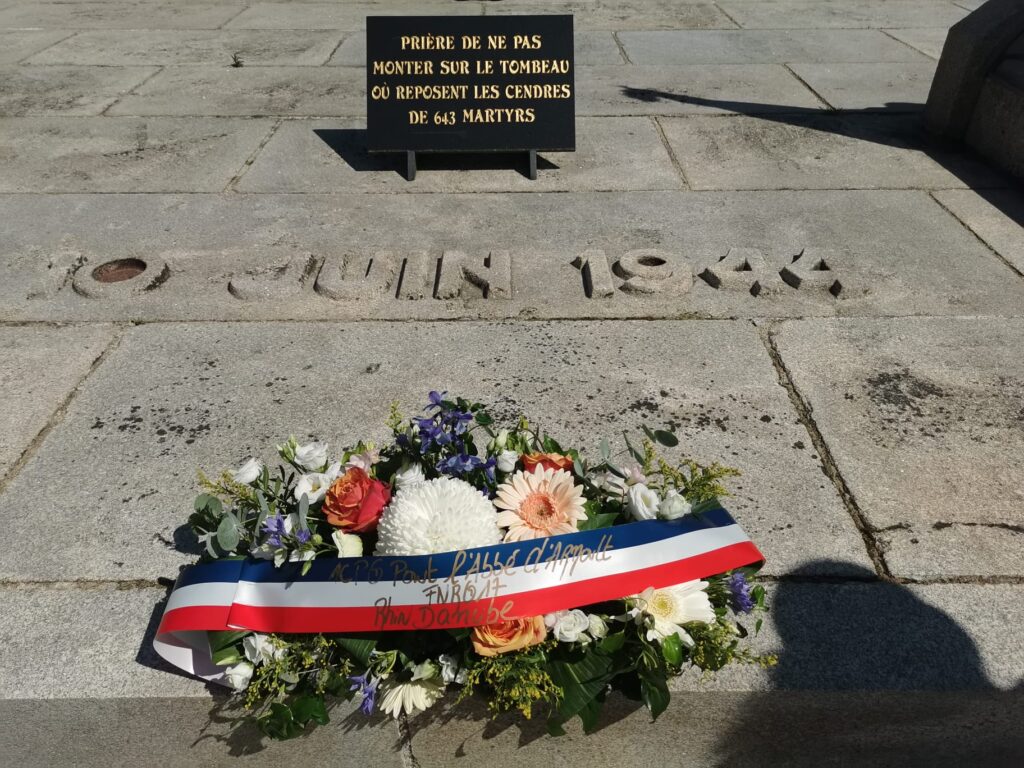 PRIÈRE DE NE PAS
MONTER SUR LE TOMBEAU
OÙ REPOSENT LES CENDRES
DE 643 MARTYRS
10 JUIN 1944
ACPG Pont l'Abbé d'Arnoult
FNR617
Rhin Danube